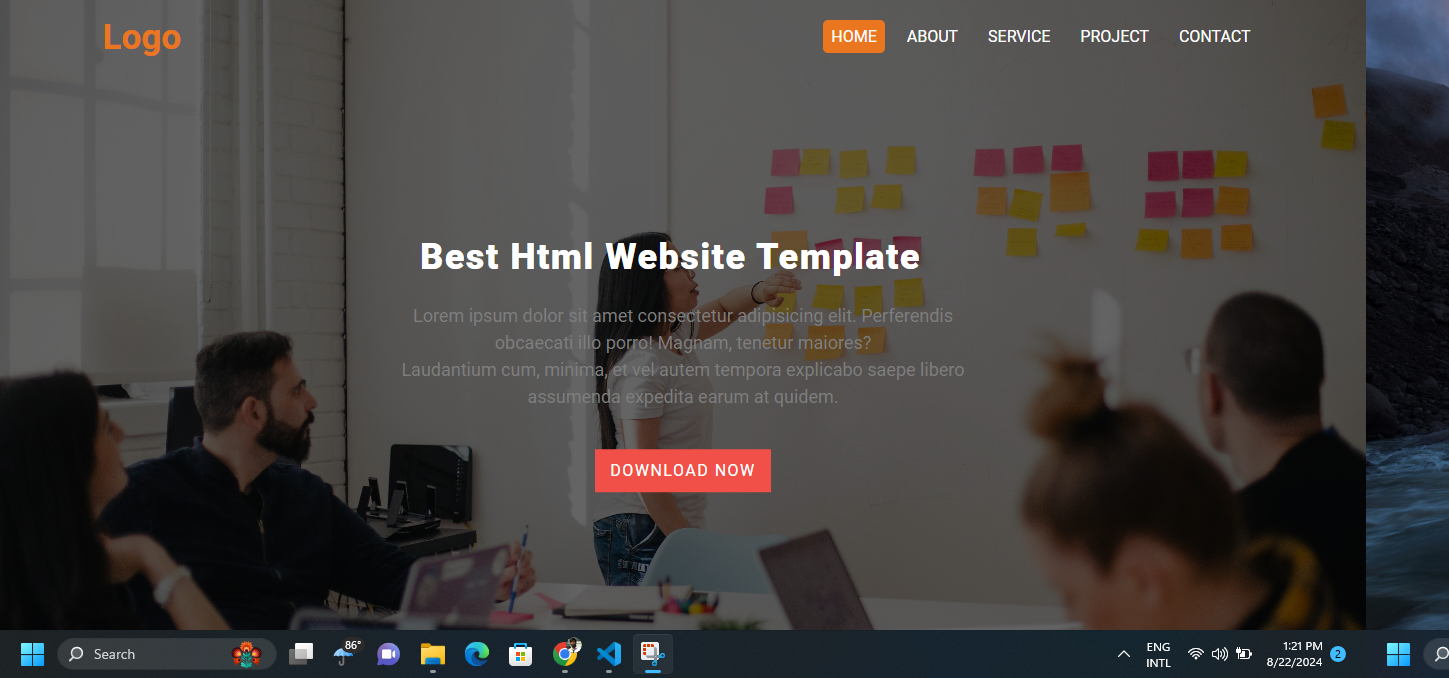 Logo
HOME ABOUT SERVICE PROJECT CONTACT
Best Html Website Template
Lorem ipsum dolor sit amet consectetur adipisicing elit. Perferendis
obcaecati illo porro! Magnam, tenetur maiores?
Laudantium cum, minima, et vel autem tempora explicabo saepe libero
assumenda expedita earum at quidem.
DOWNLOAD NOW
Search
86°
ENG
INTL
1:21 PM
8/22/2024
2